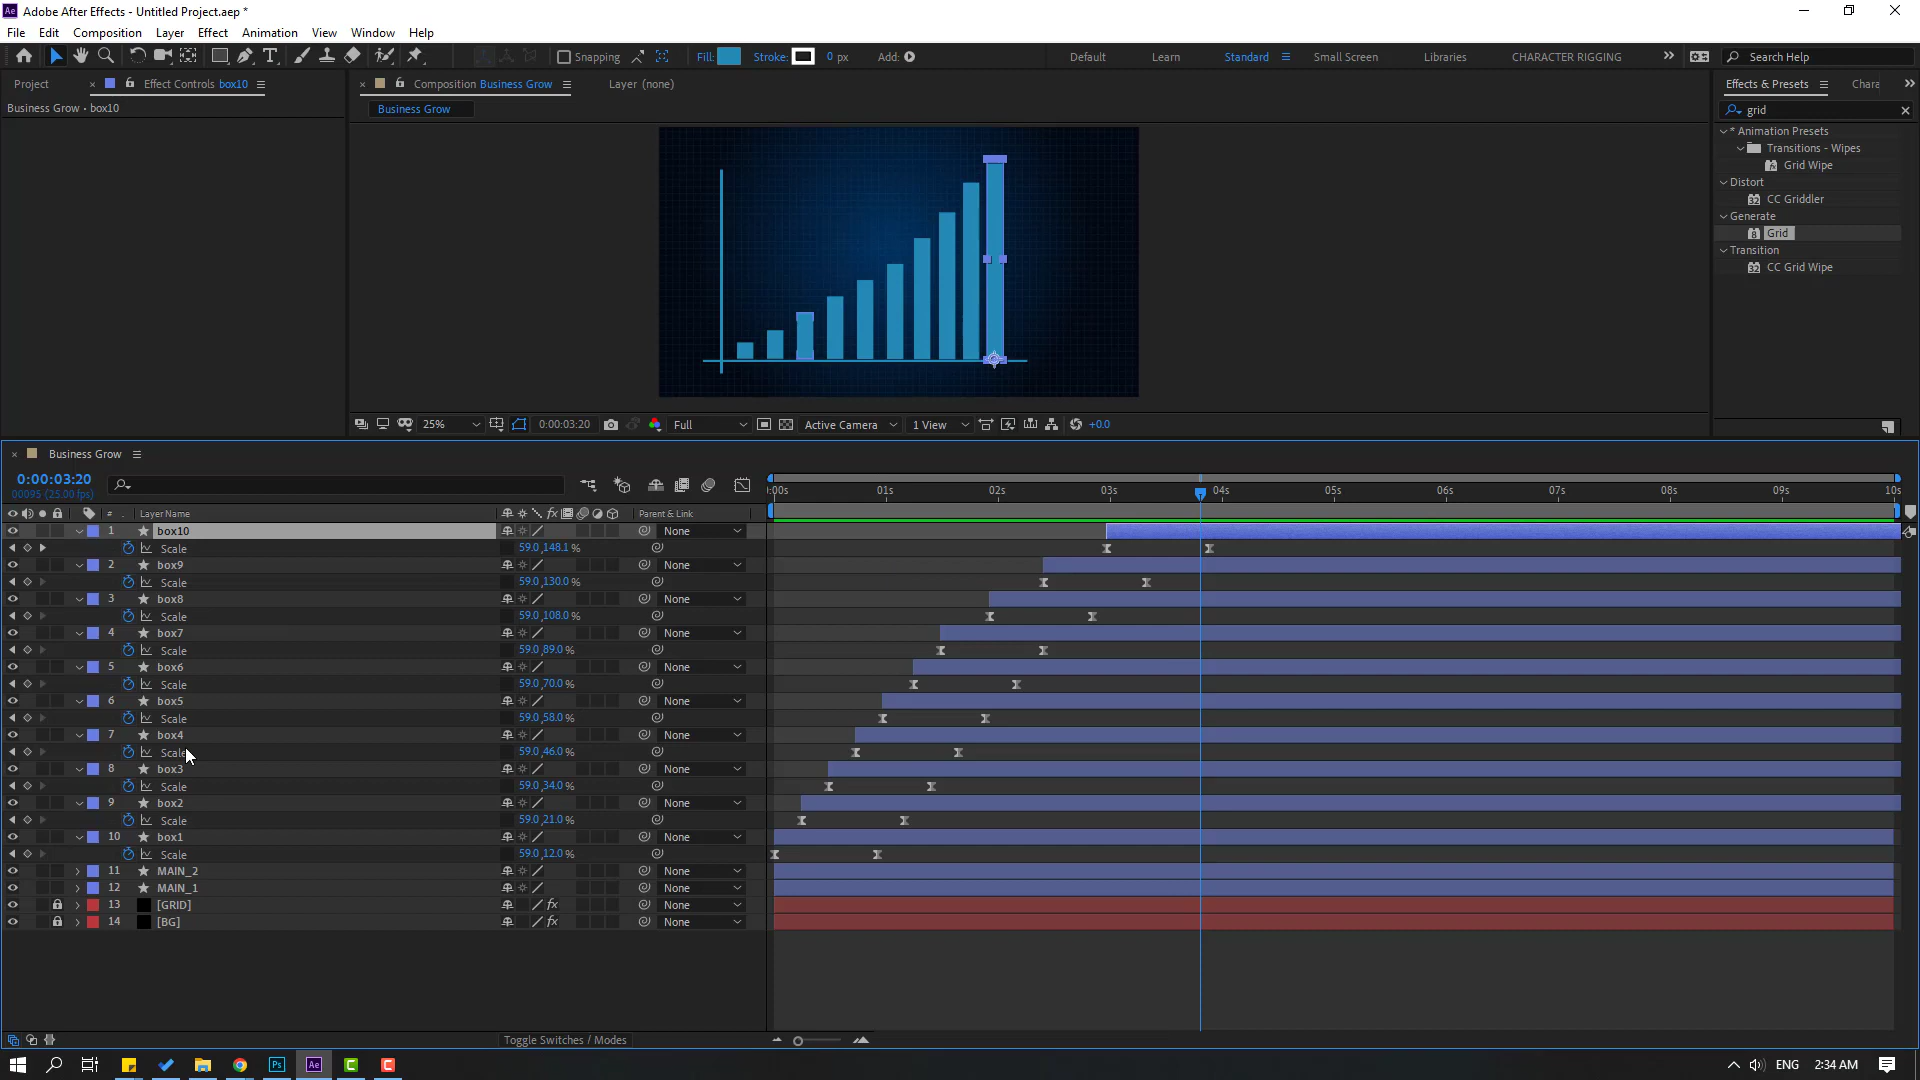 Adobe After Effects - Untitled Project.aep *
File Edit Composition Layer Effect Animation View Window Help
Snapping Fill: Stroke: 0 px Add: Default Learn Standard Small Screen Libraries CHARACTER RIGGING Search Help
Project Effect Controls box10 Composition Business Grow Layer (none) Effects & Presets Chara
Business Grow • box10
Business Grow
grid
* Animation Presets
Transitions - Wipes
Grid Wipe
Distort
CC Griddler
Generate
Grid
Transition
CC Grid Wipe
25% 0:00:03:20 Full Active Camera 1 View +0.0
Business Grow
0:00:03:20
00095 (25.00 fps)
:00s 01s 02s 03s 04s 05s 06s 07s 08s 09s 10s
# Layer Name Parent & Link
1 box10 None
Scale 59.0,148.1 %
2 box9 None
Scale 59.0,130.0 %
3 box8 None
Scale 59.0,108.0 %
4 box7 None
Scale 59.0,89.0 %
5 box6 None
Scale 59.0,70.0 %
6 box5 None
Scale 59.0,58.0 %
7 box4 None
Scale 59.0,46.0 %
8 box3 None
Scale 59.0,34.0 %
9 box2 None
Scale 59.0,21.0 %
10 box1 None
Scale 59.0,12.0 %
11 MAIN_2 None
12 MAIN_1 None
13 [GRID] None
14 [BG] None
Toggle Switches / Modes
Ps Ae ENG 2:34 AM